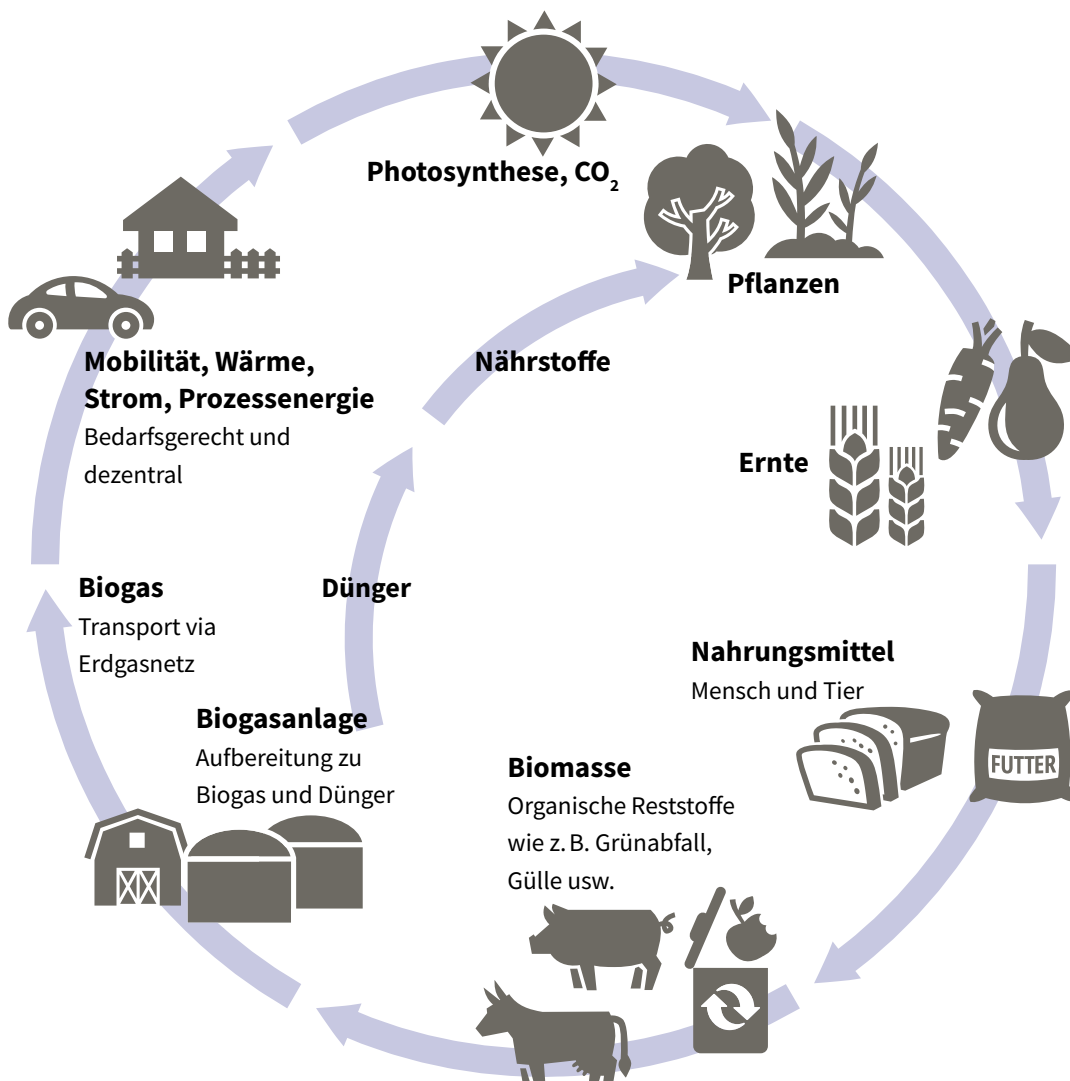 Photosynthese, CO₂
Pflanzen
Mobilität, Wärme,
Strom, Prozessenergie
Bedarfsgerecht und
dezentral
Nährstoffe
Ernte
Biogas
Transport via
Erdgasnetz
Dünger
Nahrungsmittel
Mensch und Tier
FUTTER
Biogasanlage
Aufbereitung zu
Biogas und Dünger
Biomasse
Organische Reststoffe
wie z. B. Grünabfall,
Gülle usw.